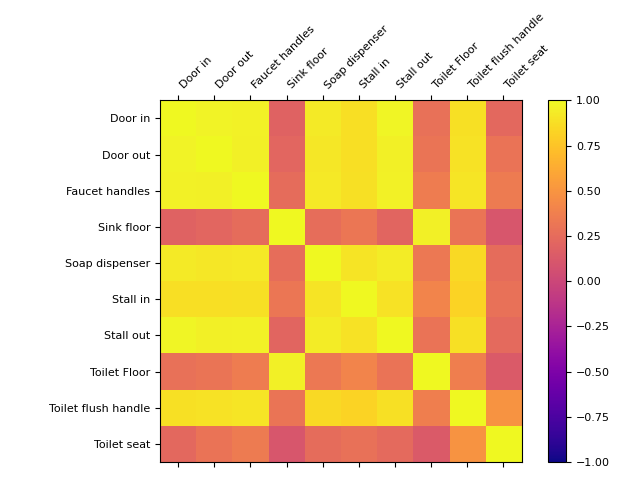 Door in
Door out
Faucet handles
Sink floor
Soap dispenser
Stall in
Stall out
Toilet Floor
Toilet flush handle
Toilet seat
Door in
Door out
Faucet handles
Sink floor
Soap dispenser
Stall in
Stall out
Toilet Floor
Toilet flush handle
Toilet seat
1.00
0.75
0.50
0.25
0.00
−0.25
−0.50
−0.75
−1.00